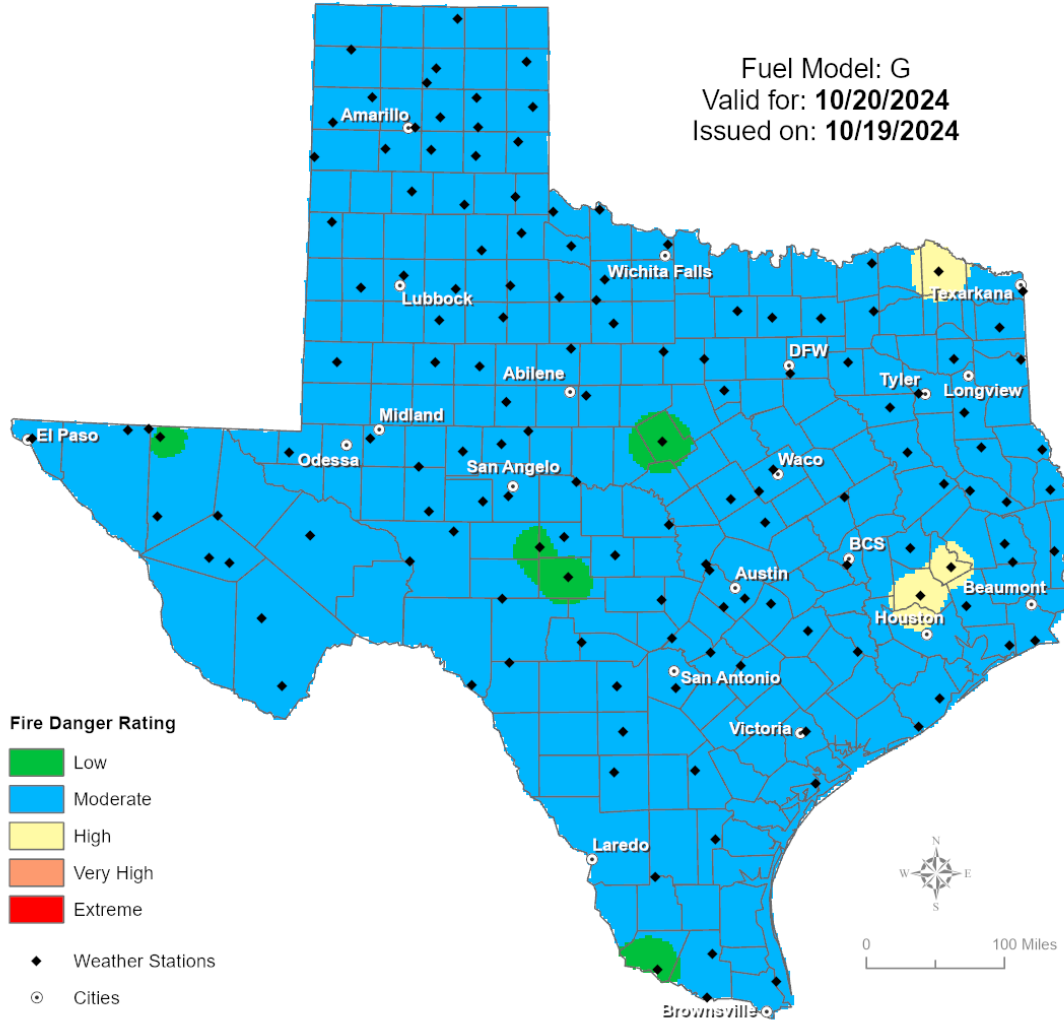 Fuel Model: G
Valid for: 10/20/2024
Issued on: 10/19/2024
Amarillo
Wichita Falls
Lubbock
Texarkana
DFW
Abilene
Tyler
Longview
Midland
El Paso
Odessa
San Angelo
Waco
BCS
Austin
Beaumont
Houston
San Antonio
Victoria
Laredo
Brownsville
Fire Danger Rating
Low
Moderate
High
Very High
Extreme
Weather Stations
Cities
N
W E
S
0 100 Miles